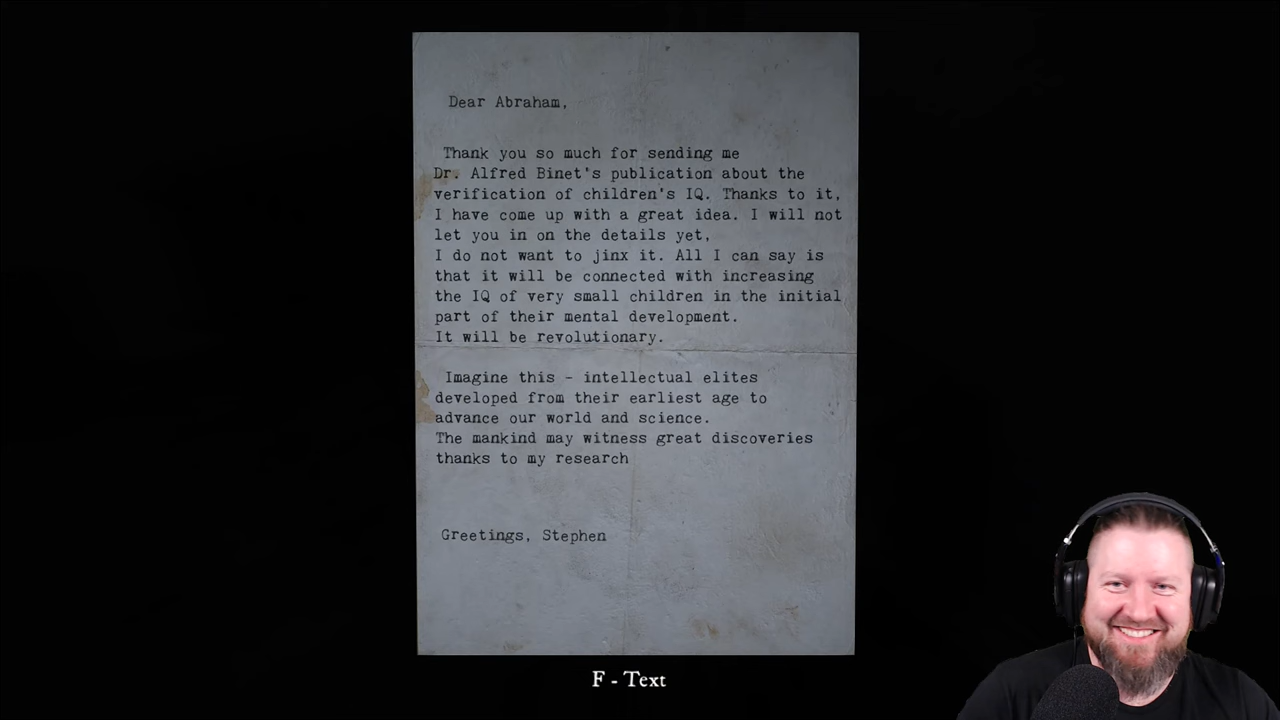 Dear Abraham,
Thank you so much for sending me
Dr. Alfred Binet's publication about the
verification of children's IQ. Thanks to it,
I have come up with a great idea. I will not
let you in on the details yet,
I do not want to jinx it. All I can say is
that it will be connected with increasing
the IQ of very small children in the initial
part of their mental development.
It will be revolutionary.
Imagine this - intellectual elites
developed from their earliest age to
advance our world and science.
The mankind may witness great discoveries
thanks to my research
Greetings, Stephen
F - Text